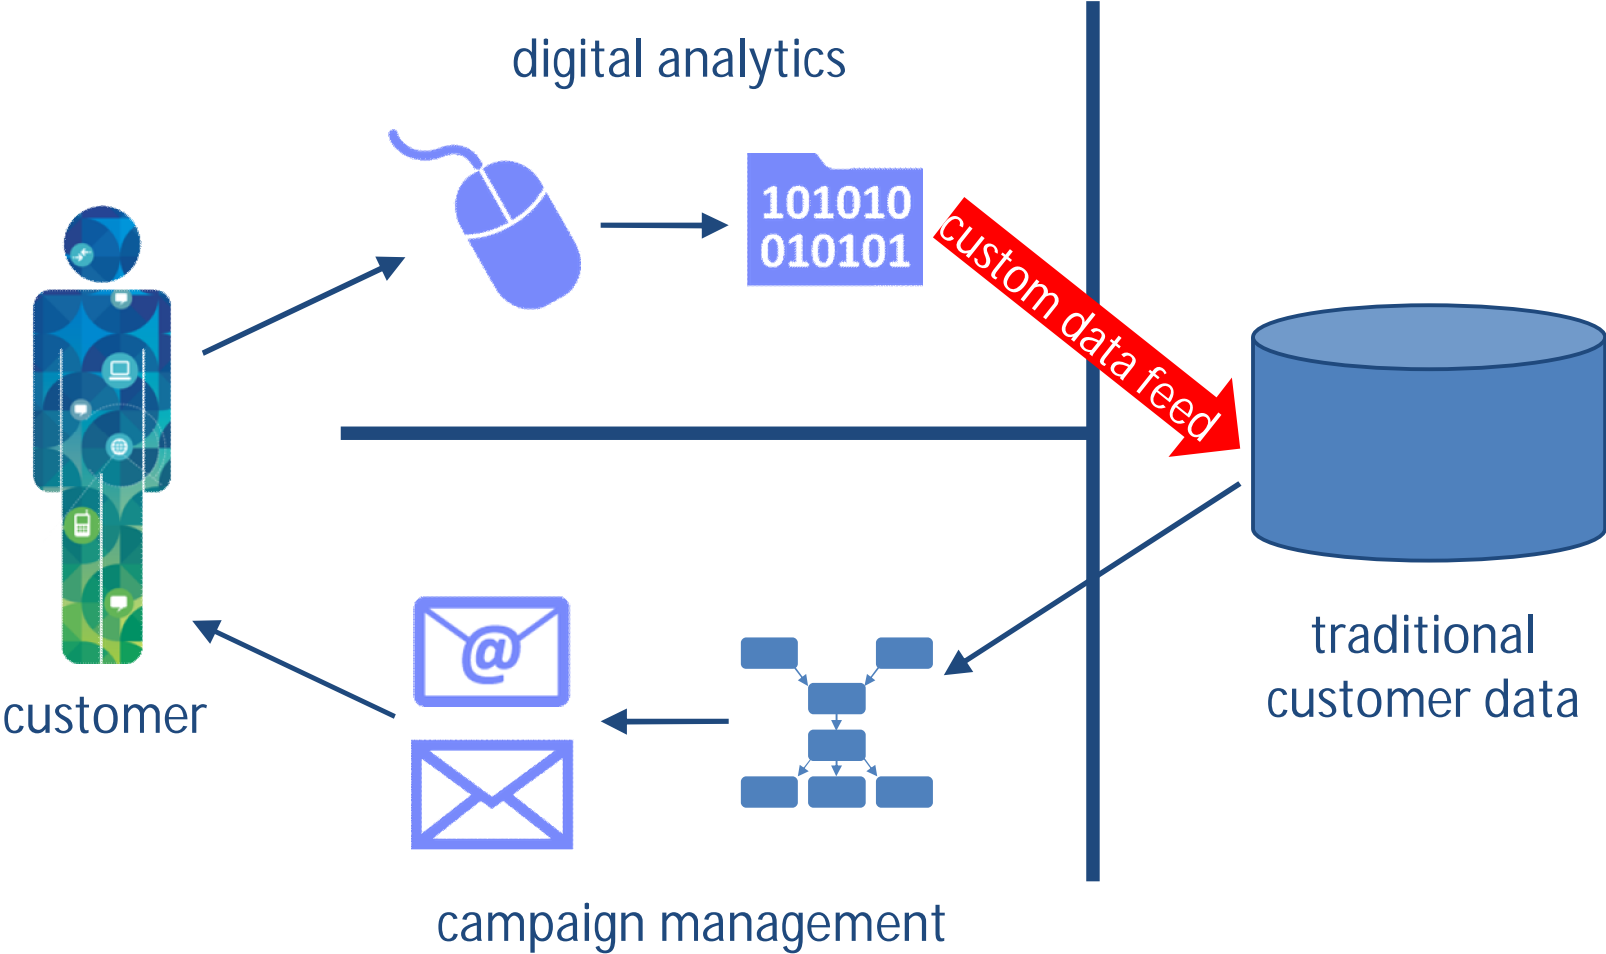 digital analytics
101010
010101
custom data feed
@
customer
traditional
customer data
campaign management